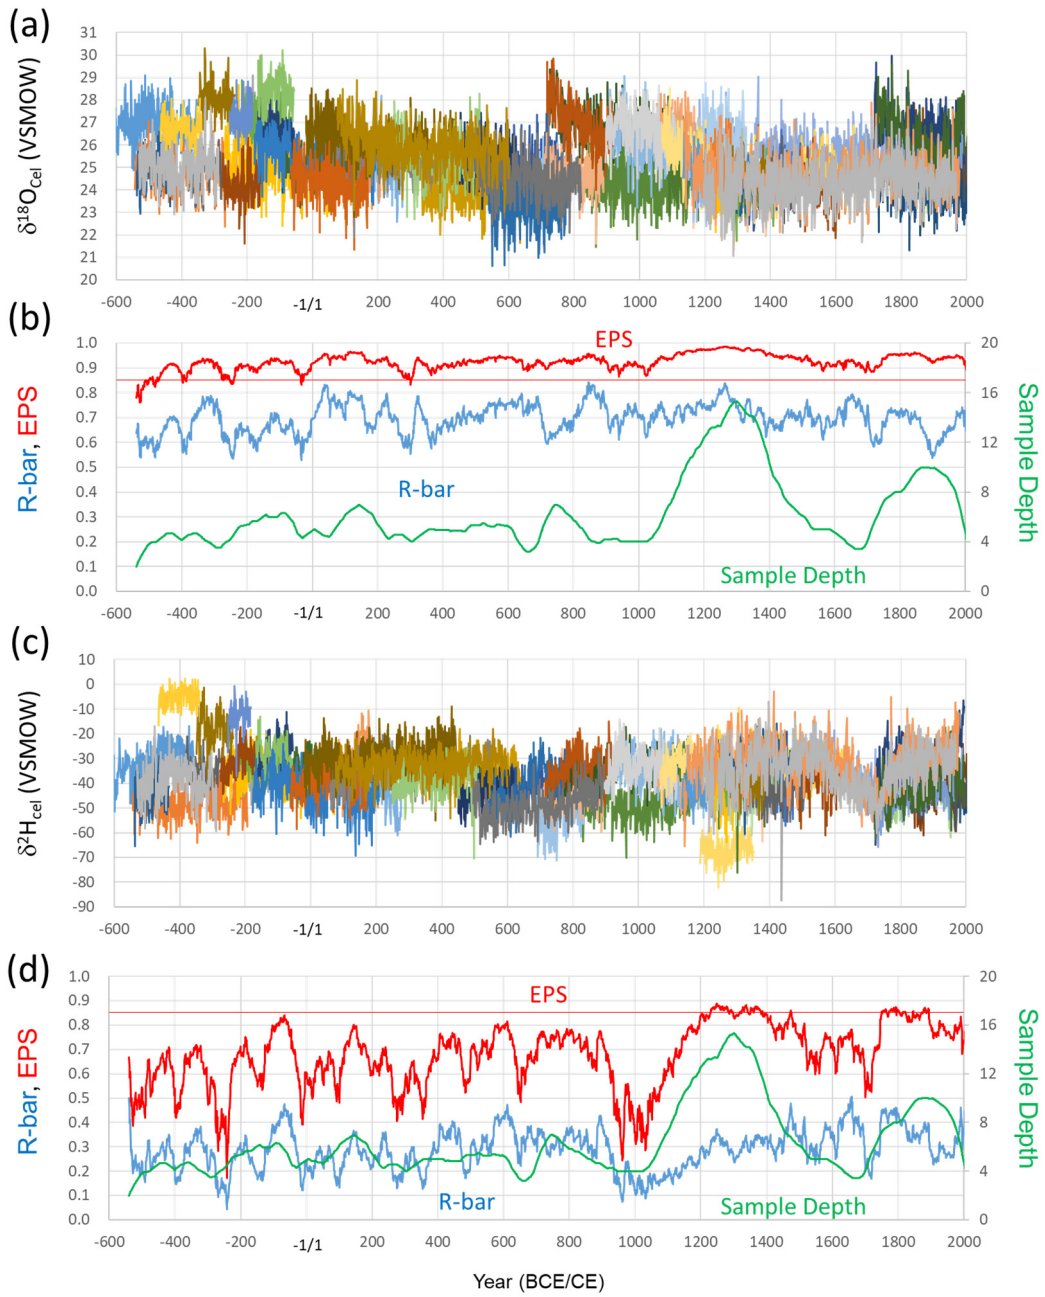 (a)
δ18OCel (VSMOW)
31
30
29
28
27
26
25
24
23
22
21
20
-600 -400 -200 -1/1 200 400 600 800 1000 1200 1400 1600 1800 2000
(b)
R-bar, EPS
1.0
0.9
0.8
0.7
0.6
0.5
0.4
0.3
0.2
0.1
0.0
EPS
R-bar
Sample Depth
20
16
12
8
4
0
Sample Depth
-600 -400 -200 -1/1 200 400 600 800 1000 1200 1400 1600 1800 2000
(c)
δ2Hcel (VSMOW)
10
0
-10
-20
-30
-40
-50
-60
-70
-80
-90
-600 -400 -200 -1/1 200 400 600 800 1000 1200 1400 1600 1800 2000
(d)
R-bar, EPS
1.0
0.9
0.8
0.7
0.6
0.5
0.4
0.3
0.2
0.1
0.0
EPS
R-bar
Sample Depth
20
16
12
8
4
0
Sample Depth
-600 -400 -200 -1/1 200 400 600 800 1000 1200 1400 1600 1800 2000
Year (BCE/CE)